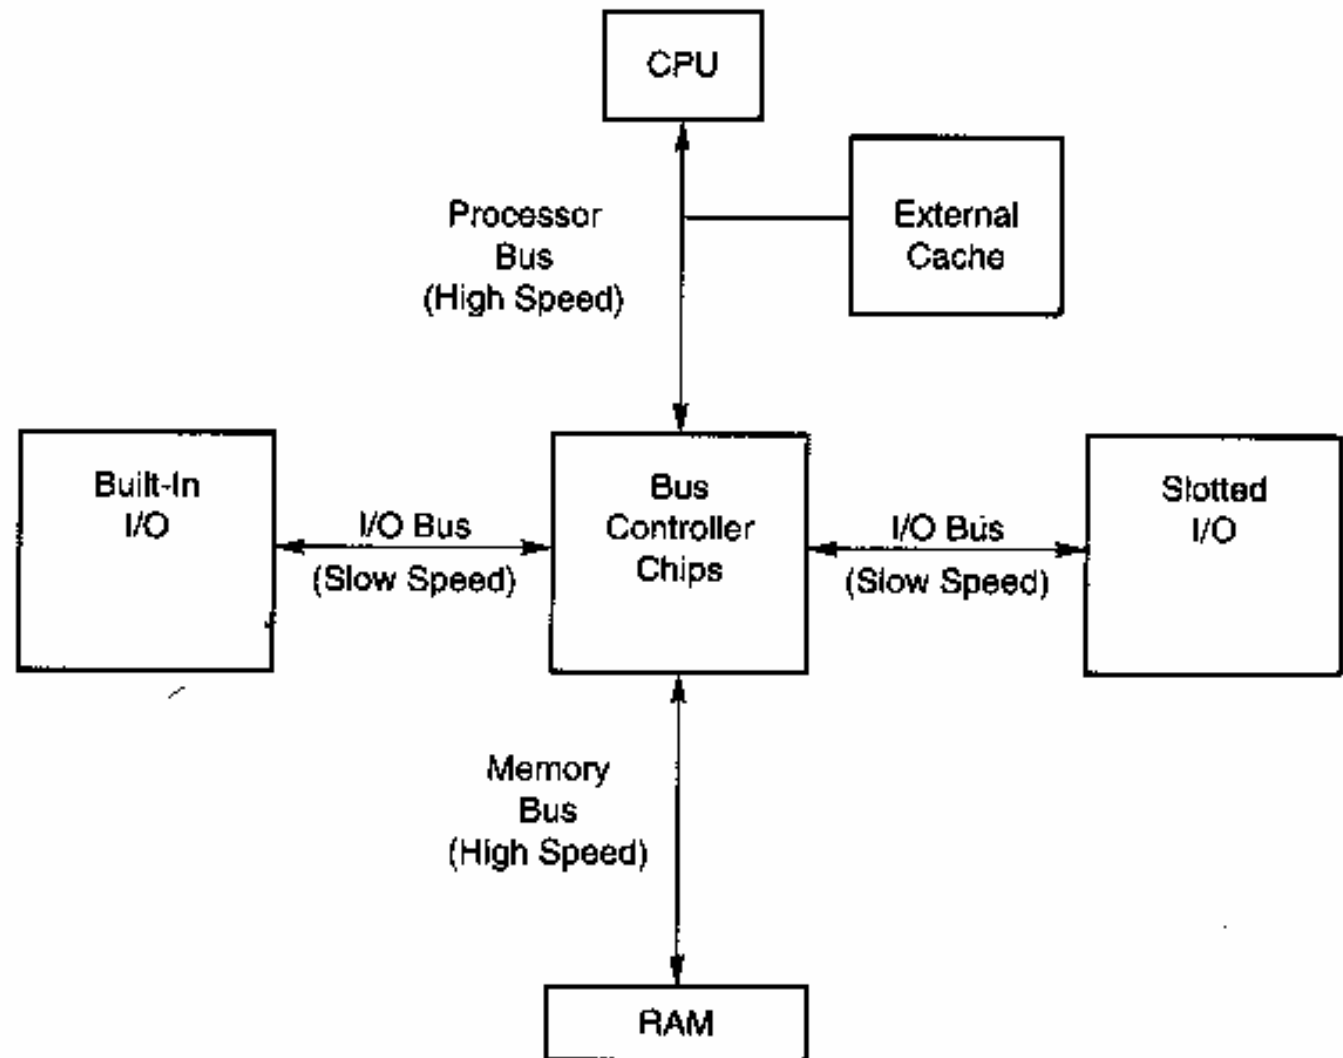 CPU
External
Cache
Processor
Bus
(High Speed)
Built-In
I/O
I/O Bus
(Slow Speed)
Bus
Controller
Chips
I/O Bus
(Slow Speed)
Slotted
I/O
Memory
Bus
(High Speed)
RAM